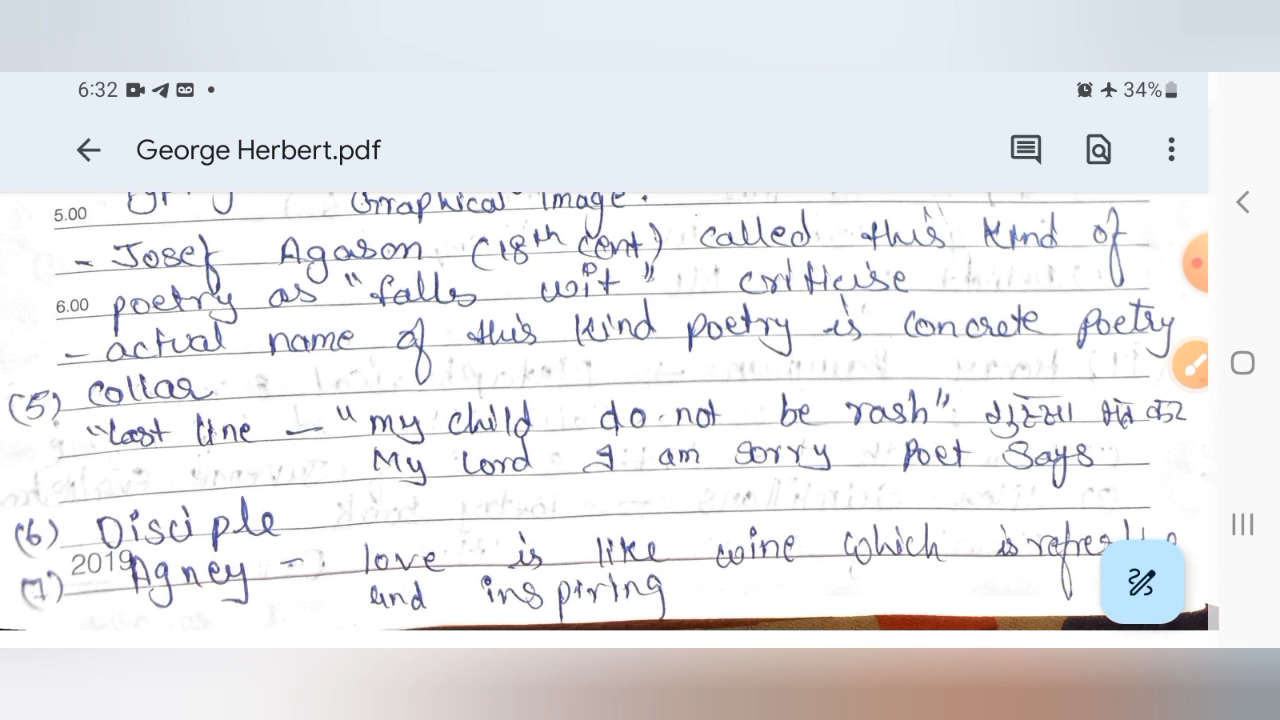 6:32
34%
George Herbert.pdf
5.00 Graphical Image.
- Josef Agason (18th Cent) called this Kind of
6.00 poetry as "falls wit" criticise
- actual name of this Kind poetry is concrete poetry
(5) Collar
"last line - "my child do not be rash" गुस्सा मत कर
My Lord I am sorry Poet Says
(6) Disciple
2019
(7) Agney - love is like wine which is
and inspiring